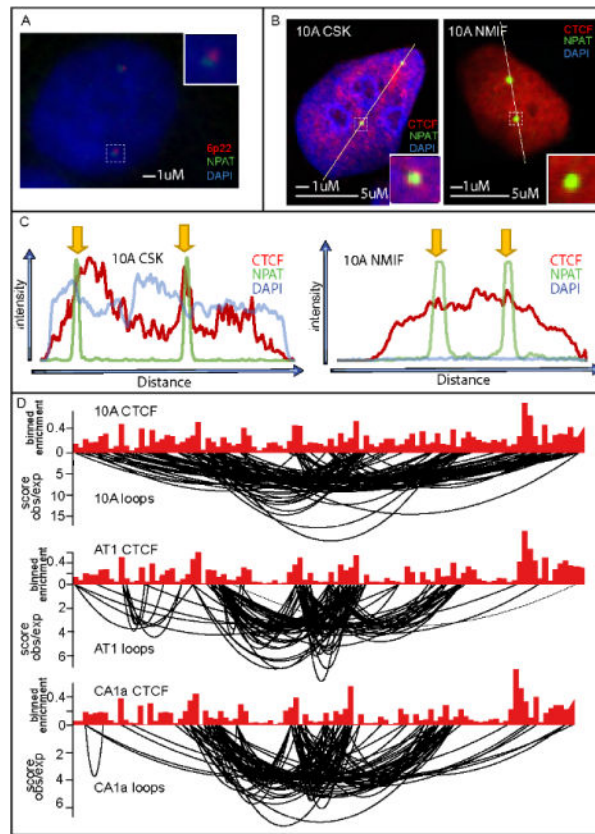 A
6p22
NPAT
DAPI
1uM
B
10A CSK
CTCF
NPAT
DAPI
1uM
5uM
10A NMIF
CTCF
NPAT
DAPI
1uM
5uM
C
intensity
10A CSK
CTCF
NPAT
DAPI
Distance
intensity
10A NMIF
CTCF
NPAT
DAPI
Distance
D
10A CTCF
binned enrichment
0.4
0
score obs/exp
5
10
15
10A loops
AT1 CTCF
binned enrichment
0.4
0
score obs/exp
2
4
6
AT1 loops
CA1a CTCF
binned enrichment
0.4
0
score obs/exp
2
4
6
CA1a loops